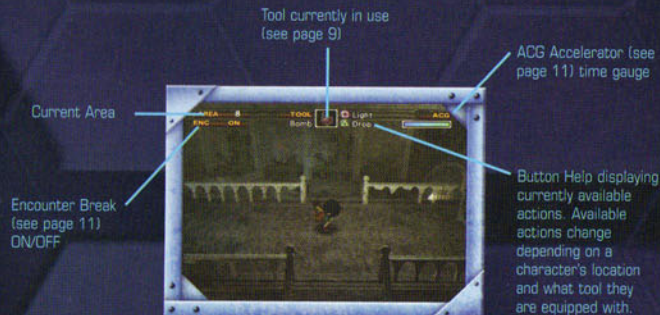 Tool currently in use
(see page 9)
ACG Accelerator (see
page 11) time gauge
Current Area
AREA 8
ENC ON
TOOL
Bomb
Light
Drop
ACG
Encounter Break
(see page 11)
ON/OFF
Button Help displaying
currently available
actions. Available
actions change
depending on a
character's location
and what tool they
are equipped with.